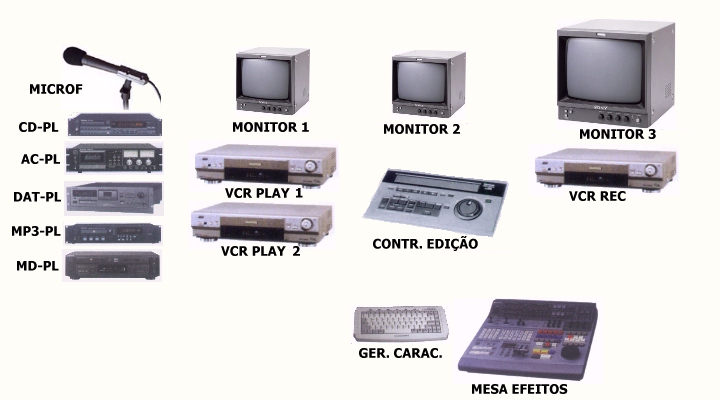 MICROF
CD-PL
AC-PL
DAT-PL
MP3-PL
MD-PL
MONITOR 1
VCR PLAY 1
VCR PLAY 2
MONITOR 2
CONTR. EDIÇÃO
MONITOR 3
VCR REC
GER. CARAC.
MESA EFEITOS